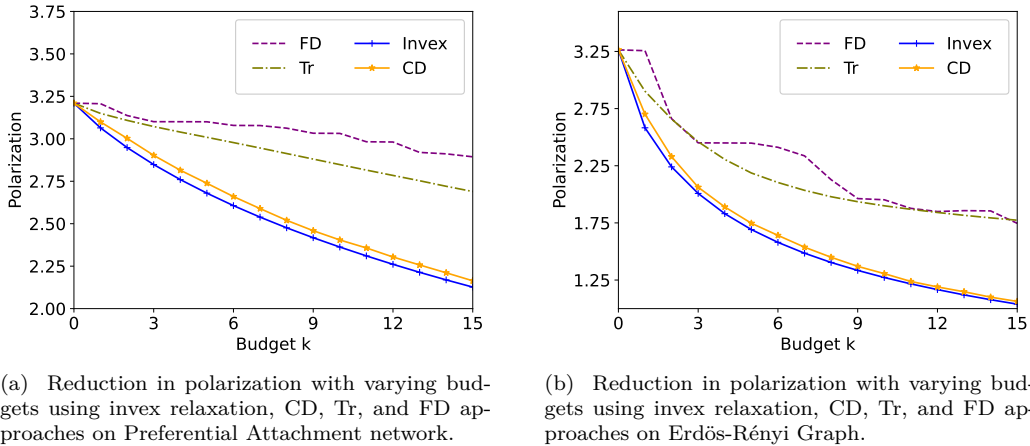 3.75
3.50
3.25
3.00
2.75
2.50
2.25
2.00
Polarization
FD
Tr
Invex
CD
0 3 6 9 12 15
Budget k
3.25
2.75
2.25
1.75
1.25
Polarization
FD
Tr
Invex
CD
0 3 6 9 12 15
Budget k
(a) Reduction in polarization with varying bud-
gets using invex relaxation, CD, Tr, and FD ap-
proaches on Preferential Attachment network.
(b) Reduction in polarization with varying bud-
gets using invex relaxation, CD, Tr, and FD ap-
proaches on Erdös-Rényi Graph.